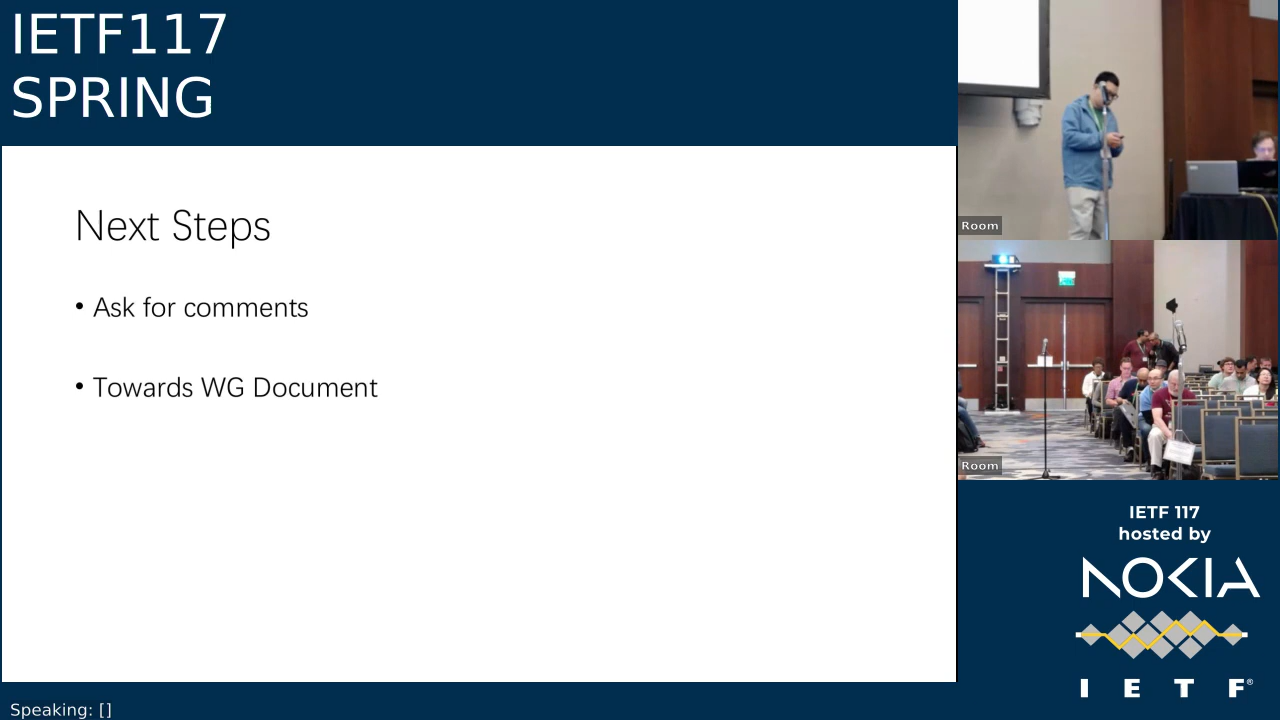 IETF117
SPRING
Next Steps
• Ask for comments
• Towards WG Document
Room
Room
IETF 117
hosted by
NOKIA
I E T F®
Speaking: []